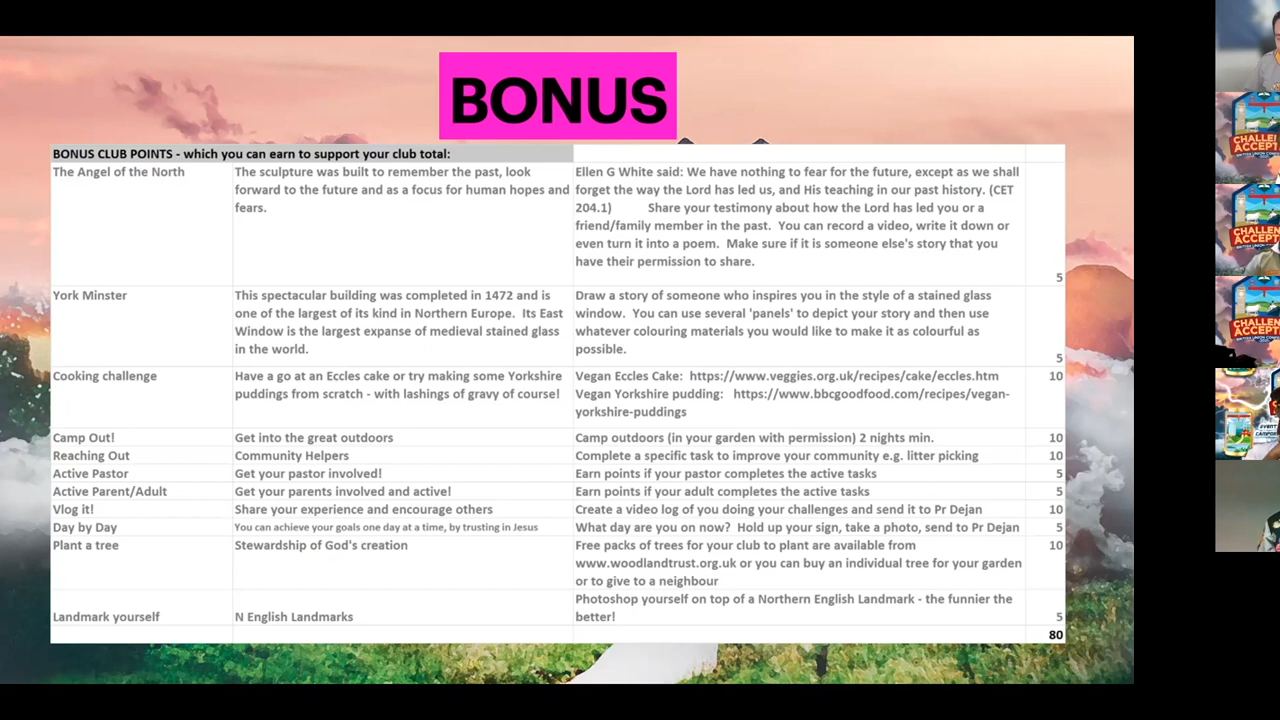 BONUS
BONUS CLUB POINTS - which you can earn to support your club total:
The Angel of the North
The sculpture was built to remember the past, look
forward to the future and as a focus for human hopes and
fears.
Ellen G White said: We have nothing to fear for the future, except as we shall
forget the way the Lord has led us, and His teaching in our past history. (CET
204.1) Share your testimony about how the Lord has led you or a
friend/family member in the past. You can record a video, write it down or
even turn it into a poem. Make sure if it is someone else's story that you
have their permission to share.
5
York Minster
This spectacular building was completed in 1472 and is
one of the largest of its kind in Northern Europe. Its East
Window is the largest expanse of medieval stained glass
in the world.
Draw a story of someone who inspires you in the style of a stained glass
window. You can use several 'panels' to depict your story and then use
whatever colouring materials you would like to make it as colourful as
possible.
5
Cooking challenge
Have a go at an Eccles cake or try making some Yorkshire
puddings from scratch - with lashings of gravy of course!
Vegan Eccles Cake: https://www.veggies.org.uk/recipes/cake/eccles.htm
Vegan Yorkshire pudding: https://www.bbcgoodfood.com/recipes/vegan-
yorkshire-puddings
10
Camp Out!
Get into the great outdoors
Camp outdoors (in your garden with permission) 2 nights min.
10
Reaching Out
Community Helpers
Complete a specific task to improve your community e.g. litter picking
10
Active Pastor
Get your pastor involved!
Earn points if your pastor completes the active tasks
5
Active Parent/Adult
Get your parents involved and active!
Earn points if your adult completes the active tasks
5
Vlog it!
Share your experience and encourage others
Create a video log of you doing your challenges and send it to Pr Dejan
10
Day by Day
You can achieve your goals one day at a time, by trusting in Jesus
What day are you on now? Hold up your sign, take a photo, send to Pr Dejan
5
Plant a tree
Stewardship of God's creation
Free packs of trees for your club to plant are available from
www.woodlandtrust.org.uk or you can buy an individual tree for your garden
or to give to a neighbour
10
Landmark yourself
N English Landmarks
Photoshop yourself on top of a Northern English Landmark - the funnier the
better!
5
80
CHALLE
ACCEPT
CHALLEN
ACCEPT
CHALLEN
ACCEPT
EVENT